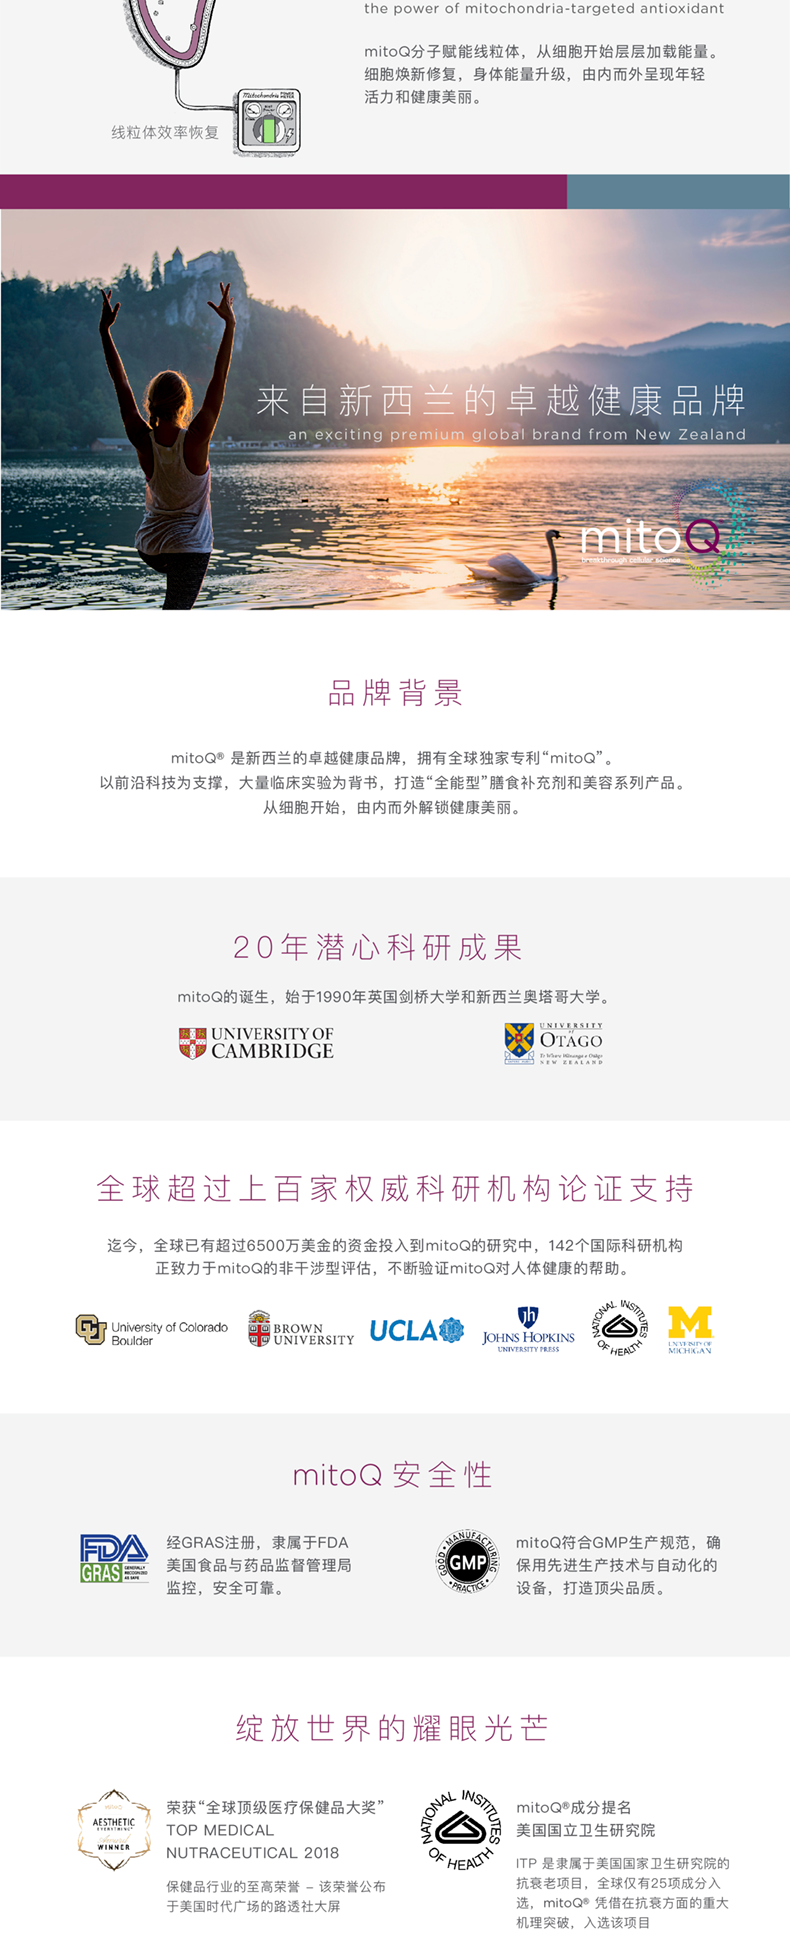 the power of mitochondria-targeted antioxidant
mitoQ分子赋能线粒体，从细胞开始层层加载能量。
细胞焕新修复，身体能量升级，由内而外呈现年轻
活力和健康美丽。
Mitochondria
线粒体效率恢复
来自新西兰的卓越健康品牌
an exciting premium global brand from New Zealand
mitoQ
breakthrough cellular science
品牌背景
mitoQ® 是新西兰的卓越健康品牌，拥有全球独家专利“mitoQ”。
以前沿科技为支撑，大量临床实验为背书，打造“全能型”膳食补充剂和美容系列产品。
从细胞开始，由内而外解锁健康美丽。
20年潜心科研成果
mitoQ的诞生，始于1990年英国剑桥大学和新西兰奥塔哥大学。
UNIVERSITY OF
CAMBRIDGE
UNIVERSITY
of
OTAGO
Te Whare Wānanga o Otāgo
NEW ZEALAND
全球超过上百家权威科研机构论证支持
迄今，全球已有超过6500万美金的资金投入到mitoQ的研究中，142个国际科研机构
正致力于mitoQ的非干涉型评估，不断验证mitoQ对人体健康的帮助。
CU
University of Colorado
Boulder
BROWN
UNIVERSITY
UCLA
jh
JOHNS HOPKINS
UNIVERSITY PRESS
NATIONAL INSTITUTES
OF HEALTH
M
UNIVERSITY OF
MICHIGAN
mitoQ 安全性
FDA
GRAS
GENERALLY
RECOGNIZED
AS SAFE
经GRAS注册，隶属于FDA
美国食品与药品监督管理局
监控，安全可靠。
GOOD MANUFACTURING
GMP
PRACTICE
mitoQ符合GMP生产规范，确
保用先进生产技术与自动化的
设备，打造顶尖品质。
绽放世界的耀眼光芒
AESTHETIC
EVERYTHING
Award
WINNER
荣获“全球顶级医疗保健品大奖”
TOP MEDICAL
NUTRACEUTICAL 2018
保健品行业的至高荣誉 – 该荣誉公布
于美国时代广场的路透社大屏
NATIONAL INSTITUTES
OF HEALTH
mitoQ®成分提名
美国国立卫生研究院
ITP 是隶属于美国国家卫生研究院的
抗衰老项目，全球仅有25项成分入
选，mitoQ® 凭借在抗衰方面的重大
机理突破，入选该项目